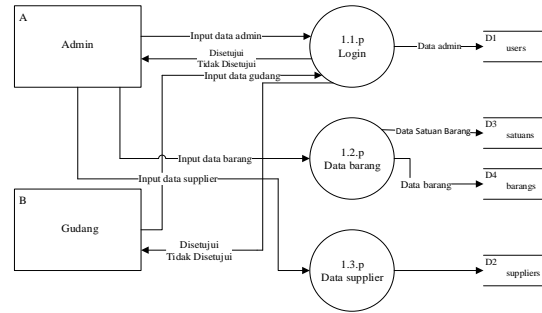 A
Admin
Input data admin
Disetujui
Tidak Disetujui
Input data gudang
1.1.p
Login
Data admin
D1
users
Input data barang
1.2.p
Data barang
Data Satuan Barang
D3
satuans
Data barang
D4
barangs
Input data supplier
B
Gudang
Disetujui
Tidak Disetujui
1.3.p
Data supplier
D2
suppliers